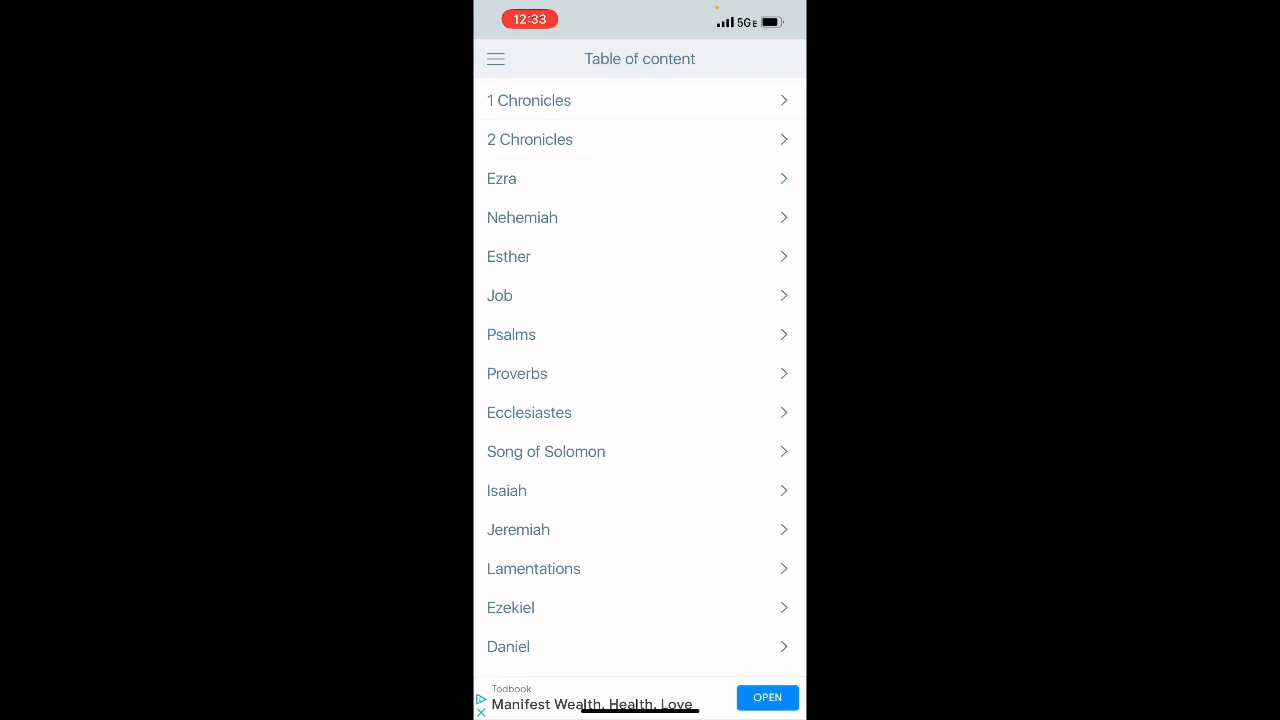 12:33 5GE
Table of content
1 Chronicles
2 Chronicles
Ezra
Nehemiah
Esther
Job
Psalms
Proverbs
Ecclesiastes
Song of Solomon
Isaiah
Jeremiah
Lamentations
Ezekiel
Daniel
Todbook
Manifest Wealth, Health, Love
OPEN